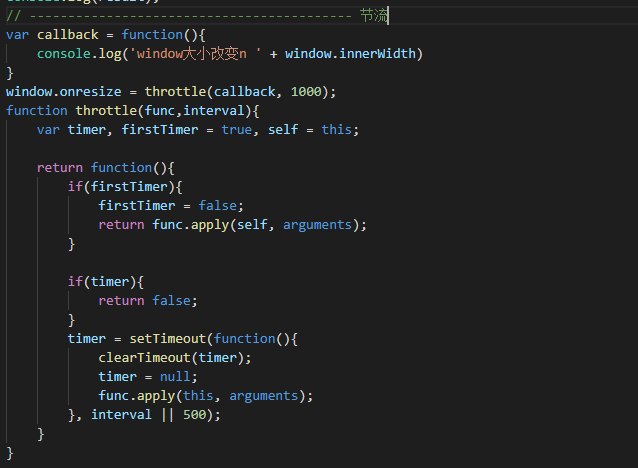 // ------------------------------------------ 节流
var callback = function(){
    console.log('window大小改变n ' + window.innerWidth)
}
window.onresize = throttle(callback, 1000);
function throttle(func,interval){
    var timer, firstTimer = true, self = this;
    return function(){
        if(firstTimer){
            firstTimer = false;
            return func.apply(self, arguments);
        }
        if(timer){
            return false;
        }
        timer = setTimeout(function(){
            clearTimeout(timer);
            timer = null;
            func.apply(this, arguments);
        }, interval || 500);
    }
}